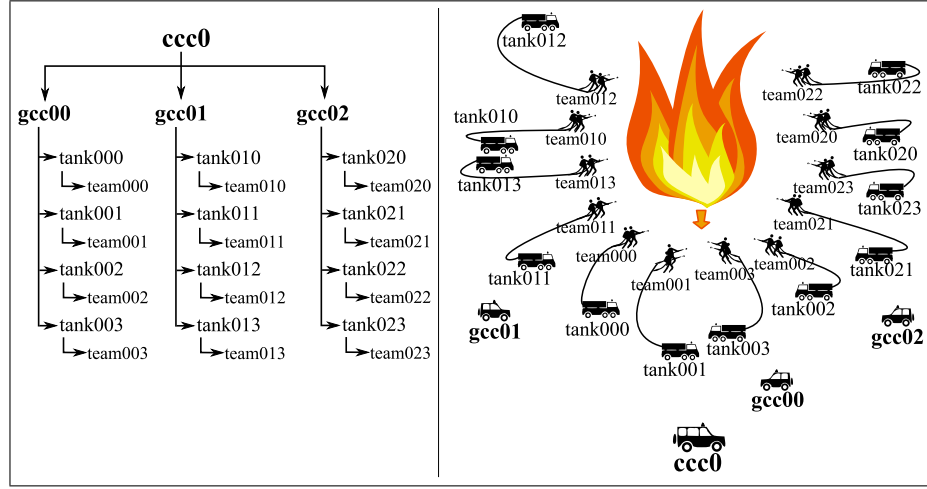 ccc0
gcc00
gcc01
gcc02
tank000
team000
tank001
team001
tank002
team002
tank003
team003
tank010
team010
tank011
team011
tank012
team012
tank013
team013
tank020
team020
tank021
team021
tank022
team022
tank023
team023
tank012
team012
tank010
team010
tank013
team013
team011
tank011
gcc01
team000
tank000
team001
tank001
team003
tank003
team002
tank002
team022
tank022
team020
tank020
team023
tank023
team021
tank021
gcc02
gcc00
ccc0